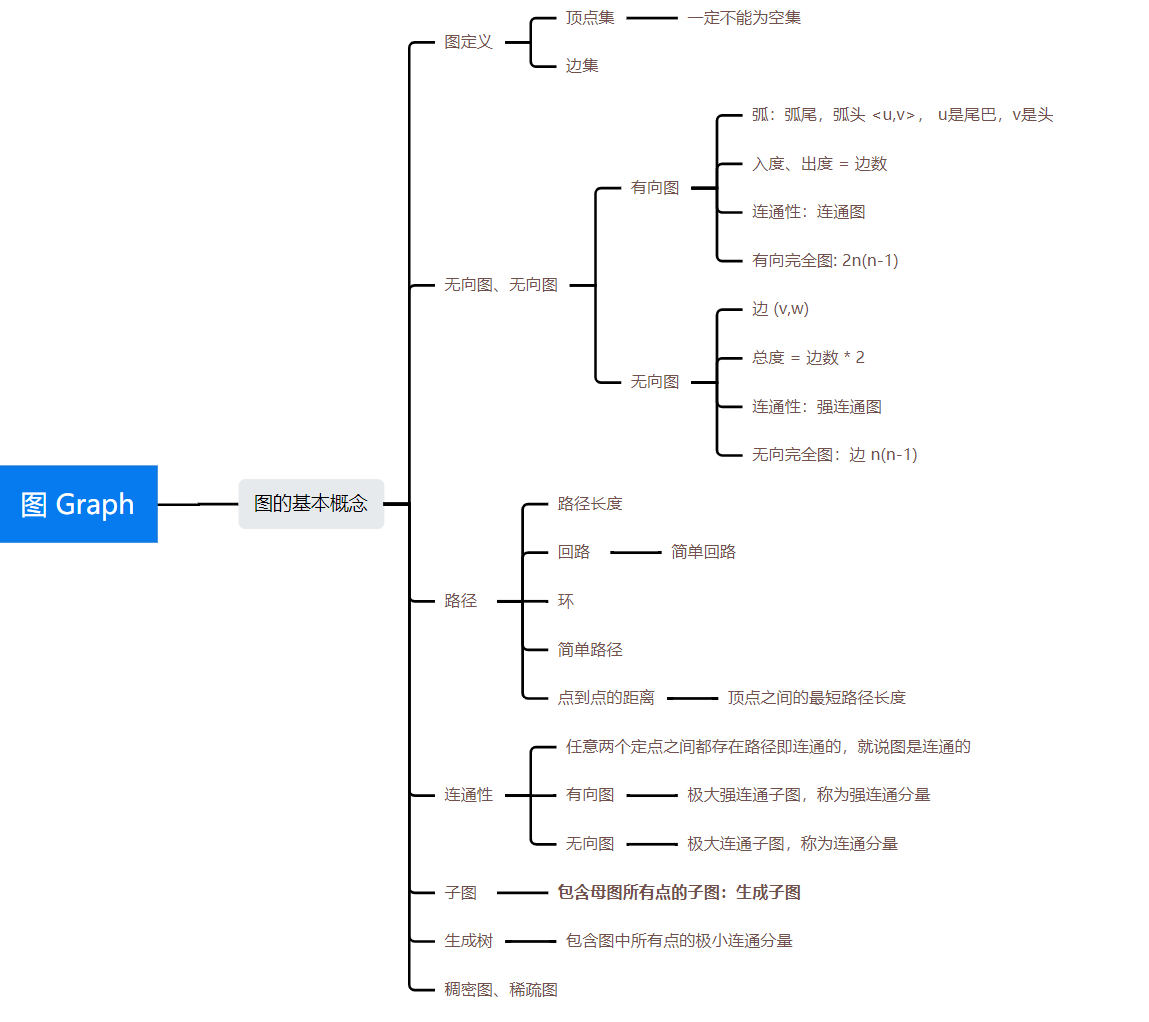 图 Graph
图的基本概念
图定义
顶点集
一定不能为空集
边集
无向图、无向图
有向图
弧：弧尾，弧头 <u,v>， u是尾巴，v是头
入度、出度 = 边数
连通性：连通图
有向完全图: 2n(n-1)
无向图
边 (v,w)
总度 = 边数 * 2
连通性：强连通图
无向完全图：边 n(n-1)
路径
路径长度
回路
简单回路
环
简单路径
点到点的距离
顶点之间的最短路径长度
连通性
任意两个定点之间都存在路径即连通的，就说图是连通的
有向图
极大强连通子图，称为强连通分量
无向图
极大连通子图，称为连通分量
子图
包含母图所有点的子图：生成子图
生成树
包含图中所有点的极小连通分量
稠密图、稀疏图